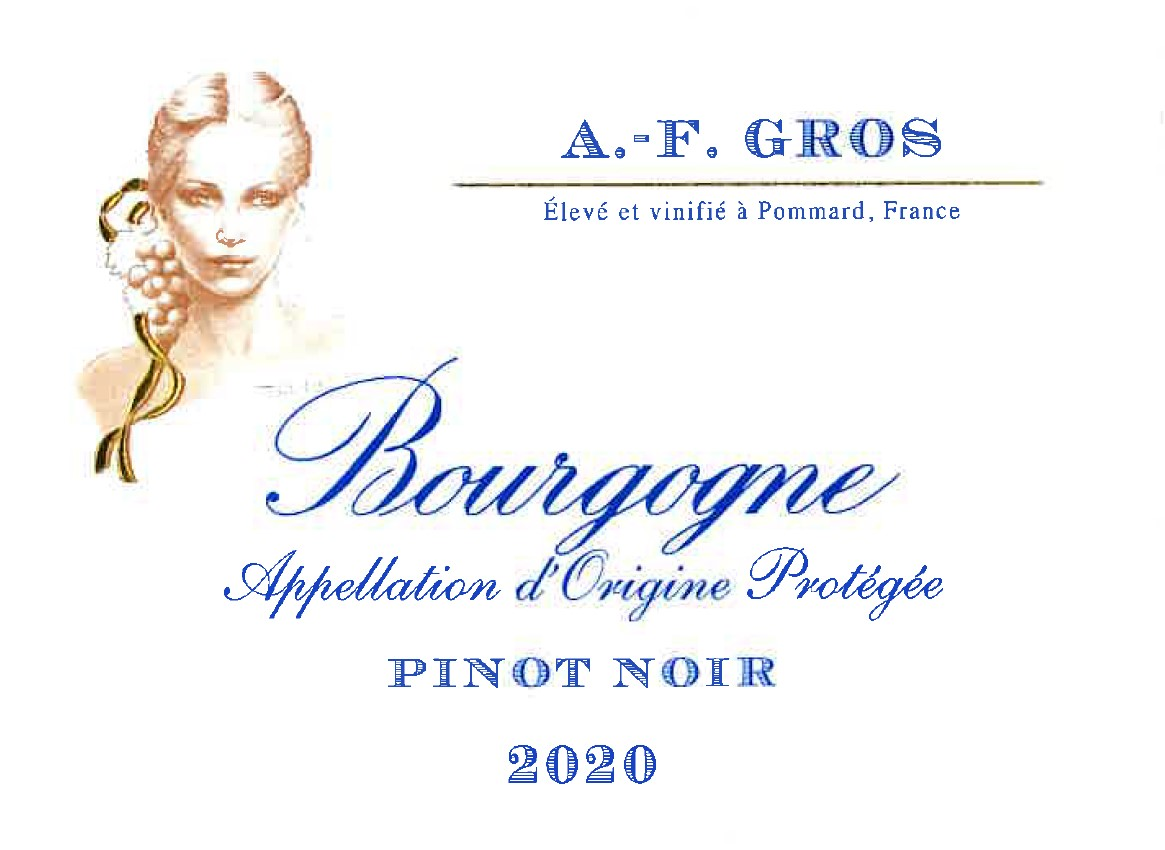 A.-F. GROS
Élevé et vinifié à Pommard, France
Bourgogne
Appellation d'Origine Protégée
PINOT NOIR
2020